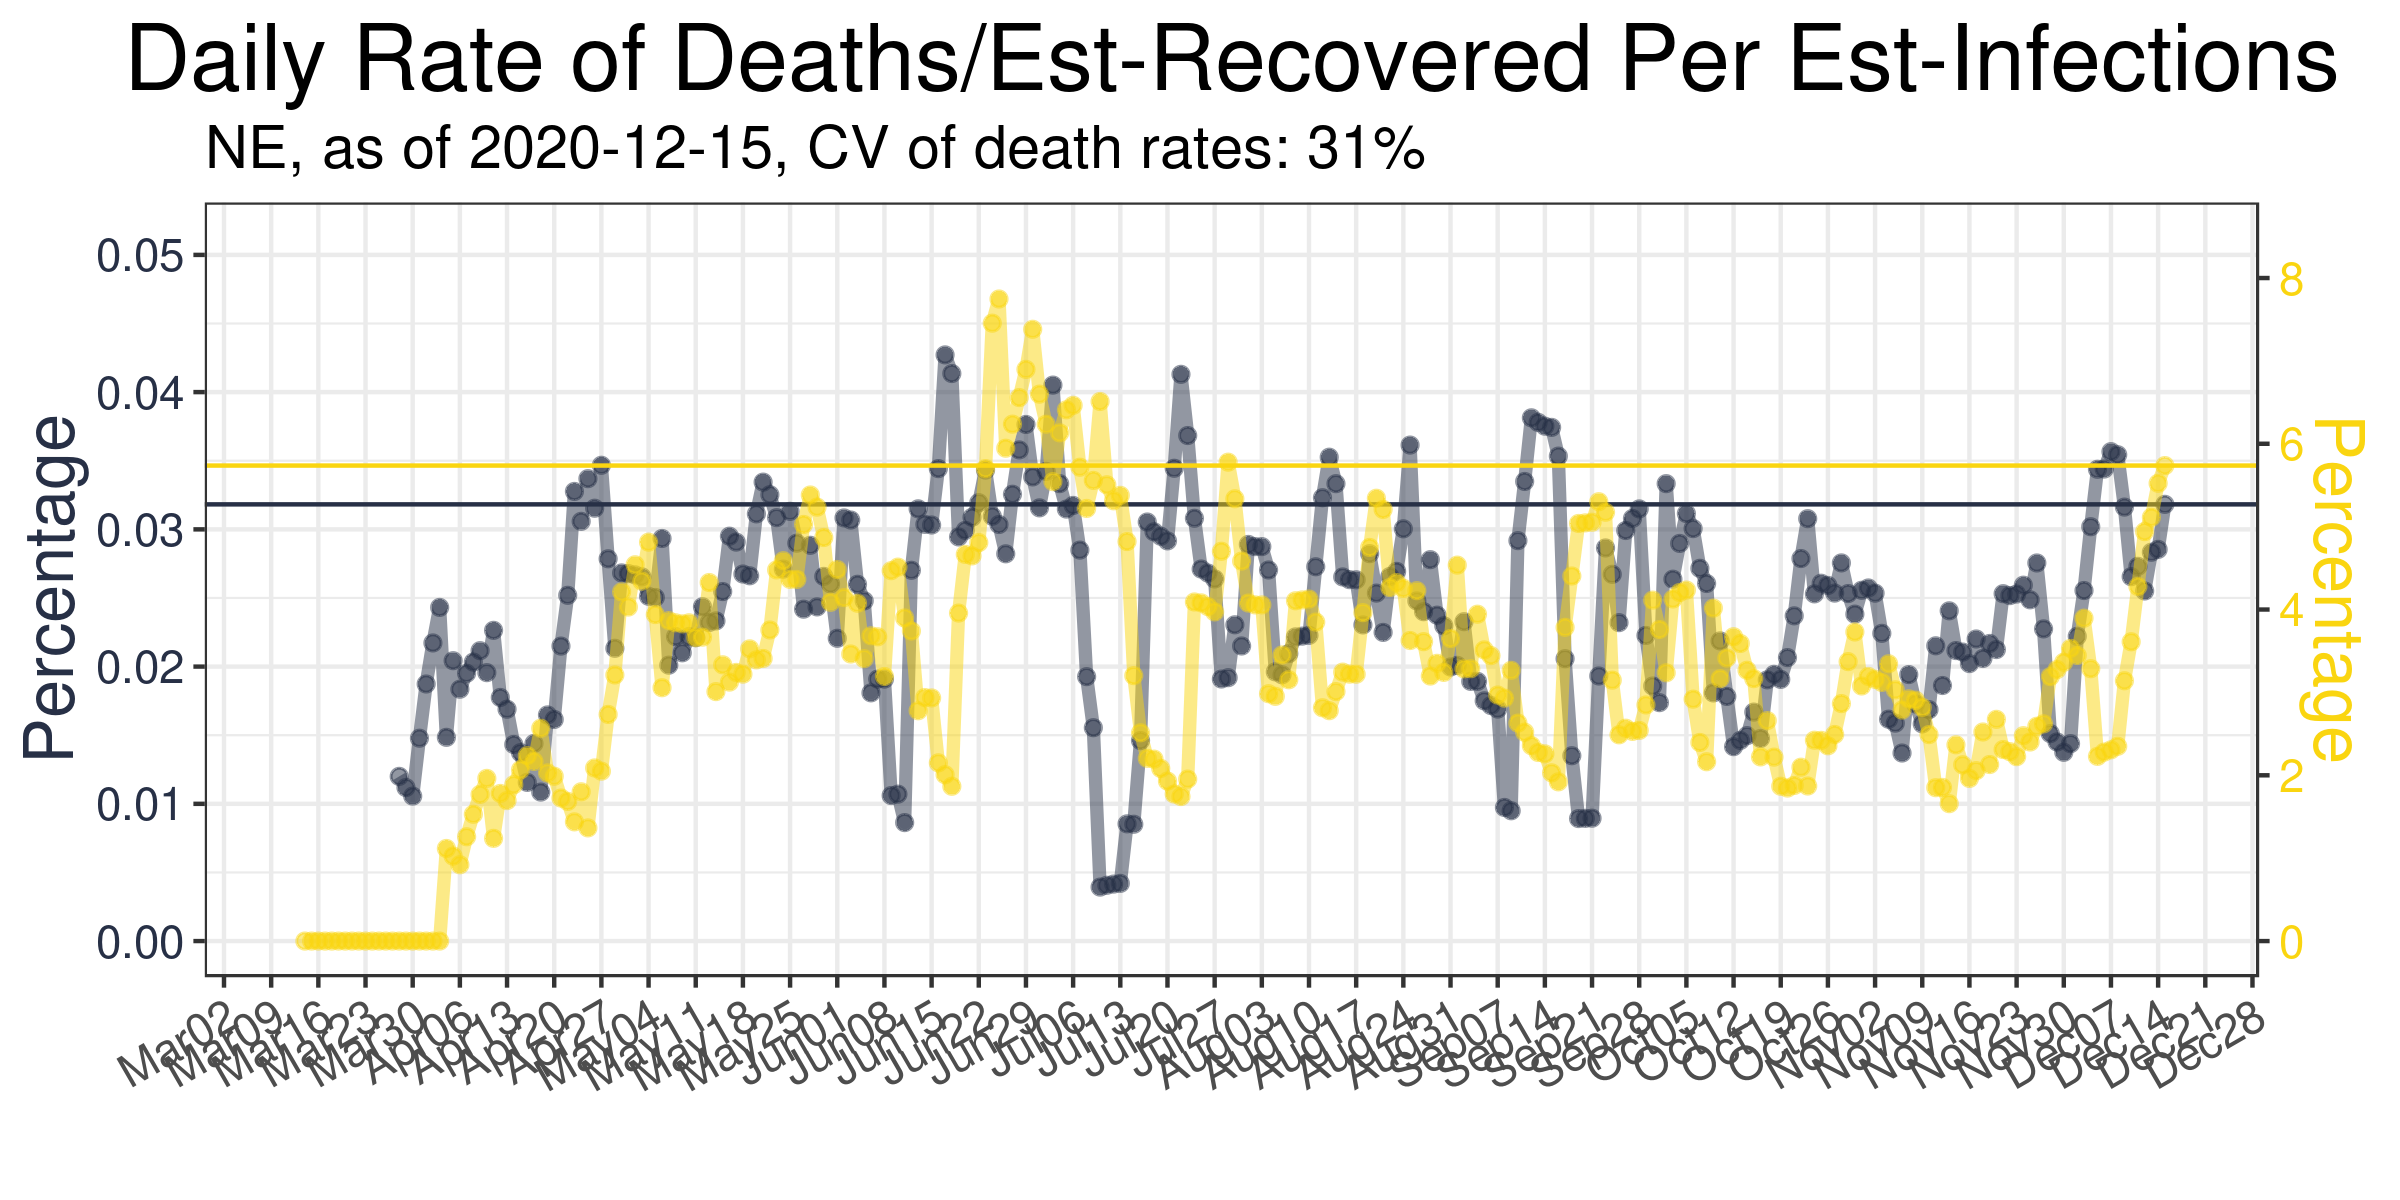 Daily Rate of Deaths/Est-Recovered Per Est-Infections
NE, as of 2020-12-15, CV of death rates: 31%
Percentage
0.05
0.04
0.03
0.02
0.01
0.00
8
6
4
2
0
Percentage
Mar02
Mar09
Mar16
Mar23
Mar30
Apr06
Apr13
Apr20
Apr27
May04
May11
May18
May25
Jun01
Jun08
Jun15
Jun22
Jun29
Jul06
Jul13
Jul20
Jul27
Aug03
Aug10
Aug17
Aug24
Aug31
Sep07
Sep14
Sep21
Sep28
Oct05
Oct12
Oct19
Oct26
Nov02
Nov09
Nov16
Nov23
Nov30
Dec07
Dec14
Dec21
Dec28